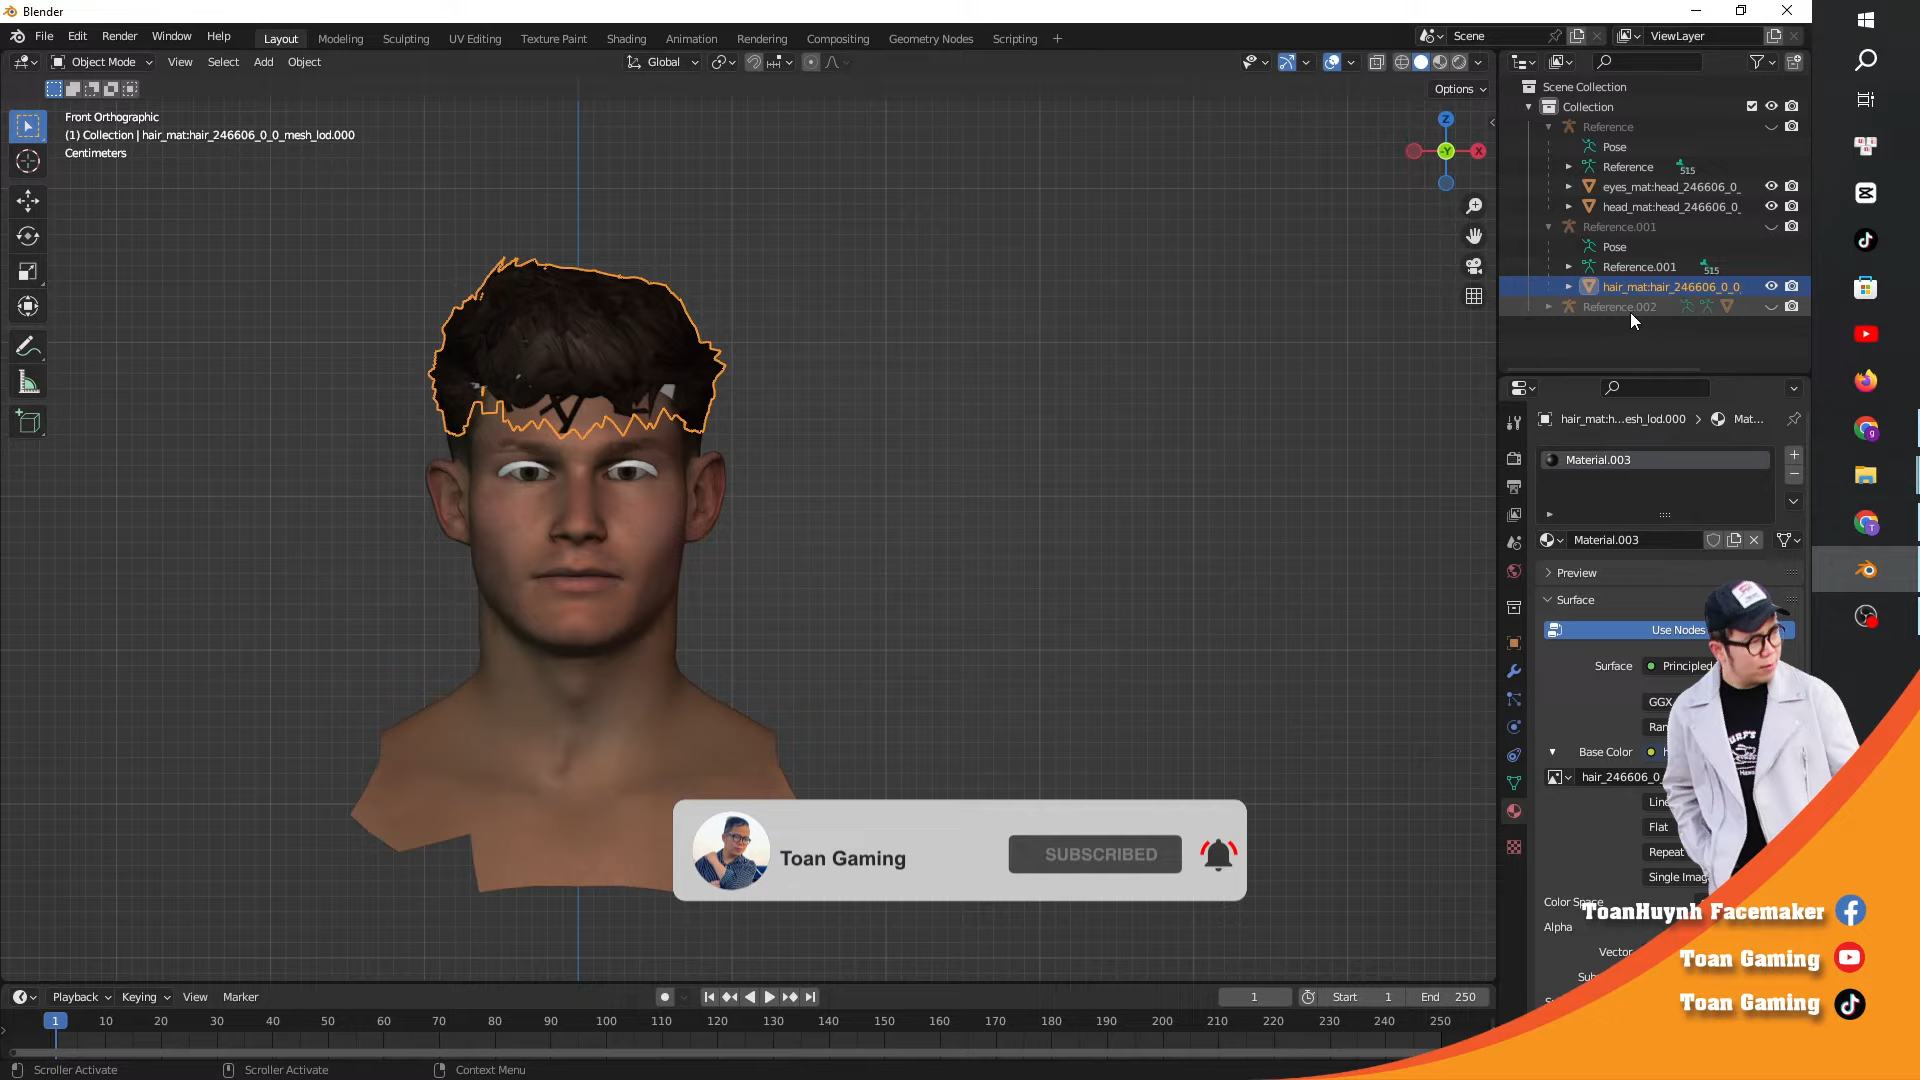 Blender
File Edit Render Window Help
Layout Modeling Sculpting UV Editing Texture Paint Shading Animation Rendering Compositing Geometry Nodes Scripting +
Scene
ViewLayer
Object Mode View Select Add Object
Global
Options
Front Orthographic
(1) Collection | hair_mat:hair_246606_0_0_mesh_lod.000
Centimeters
Z
-Y
X
Scene Collection
Collection
Reference
Pose
Reference 515
eyes_mat:head_246606_0_
head_mat:head_246606_0_
Reference.001
Pose
Reference.001 515
hair_mat:hair_246606_0_0_
Reference.002
hair_mat:h...esh_lod.000 > Mat...
Material.003
Material.003
Preview
Surface
Use Nodes
Surface Principled
GGX
Base Color
hair_246606_0_
Flat
Repeat
Single Imag
Color Space
Alpha
Vector
Toan Gaming
SUBSCRIBED
ToanHuynh Facemaker
Toan Gaming
Toan Gaming
Playback Keying View Marker
1 Start 1 End 250
1 10 20 30 40 50 60 70 80 90 100 110 120 130 140 150 160 170 180 190 200 210 220 230 240 250
Scroller Activate Scroller Activate Context Menu